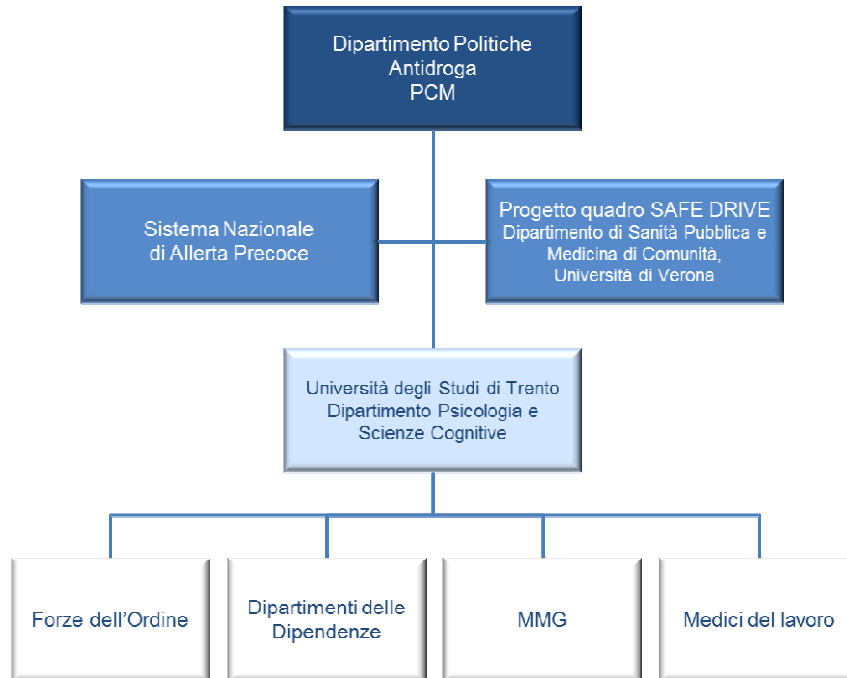 Dipartimento Politiche
Antidroga
PCM
Sistema Nazionale
di Allerta Precoce
Progetto quadro SAFE DRIVE
Dipartimento di Sanità Pubblica e
Medicina di Comunità,
Università di Verona
Università degli Studi di Trento
Dipartimento Psicologia e
Scienze Cognitive
Forze dell'Ordine
Dipartimenti delle
Dipendenze
MMG
Medici del lavoro